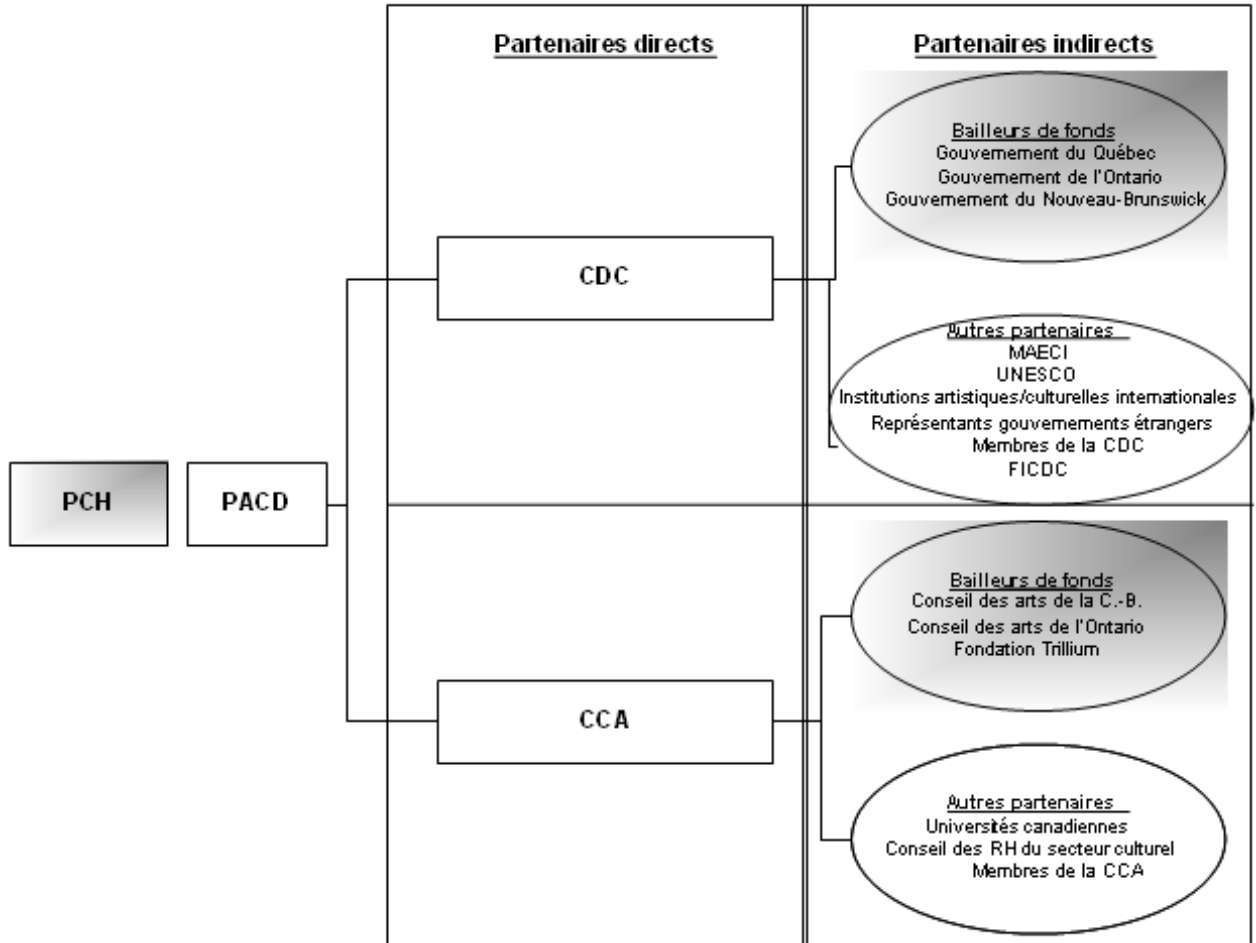 Partenaires directs
Partenaires indirects
Bailleurs de fonds
Gouvernement du Québec
Gouvernement de l'Ontario
Gouvernement du Nouveau-Brunswick
CDC
Autres partenaires
MAECI
UNESCO
Institutions artistiques/culturelles internationales
Représentants gouvernements étrangers
Membres de la CDC
FICDC
PCH
PACD
Bailleurs de fonds
Conseil des arts de la C.-B.
Conseil des arts de l'Ontario
Fondation Trillium
CCA
Autres partenaires
Universités canadiennes
Conseil des RH du secteur culturel
Membres de la CCA